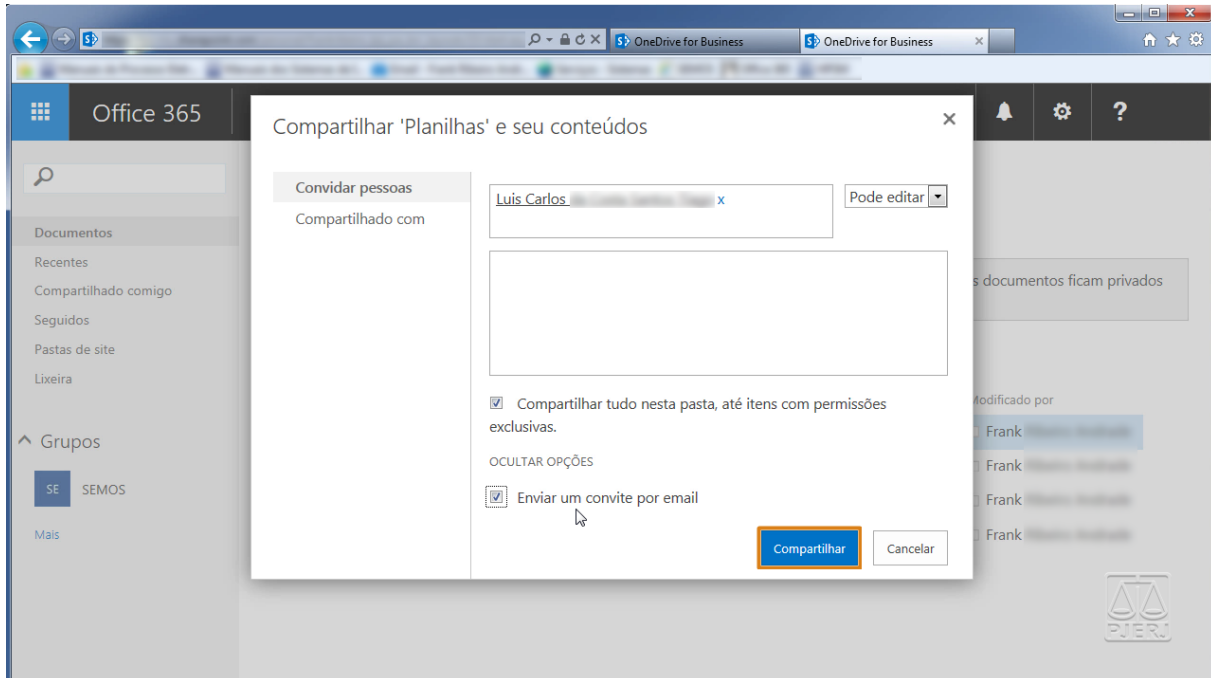 OneDrive for Business
OneDrive for Business
Office 365
?
Compartilhar 'Planilhas' e seu conteúdos
Convidar pessoas
Compartilhado com
Luis Carlos
x
Pode editar
Documentos
Recentes
Compartilhado comigo
Seguidos
Pastas de site
Lixeira
Grupos
SE
SEMOS
Mais
s documentos ficam privados
Compartilhar tudo nesta pasta, até itens com permissões
exclusivas.
OCULTAR OPÇÕES
Enviar um convite por email
Compartilhar
Cancelar
Modificado por
Frank
Frank
Frank
Frank
PJERJ